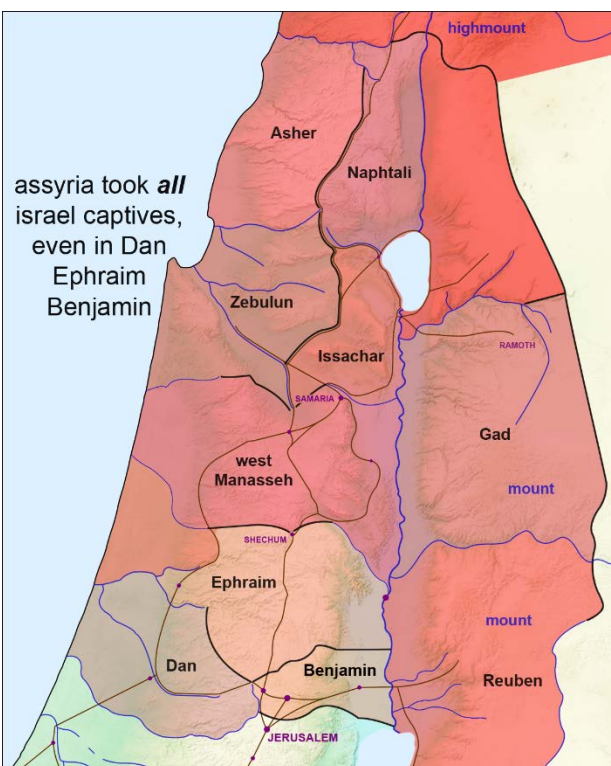 highmount
Asher
Naphtali
assyria took all
israel captives,
even in Dan
Ephraim
Benjamin
Zebulun
Issachar
RAMOTH
SAMARIA
Gad
west
Manasseh
mount
SHECHUM
Ephraim
mount
Dan
Benjamin
Reuben
JERUSALEM